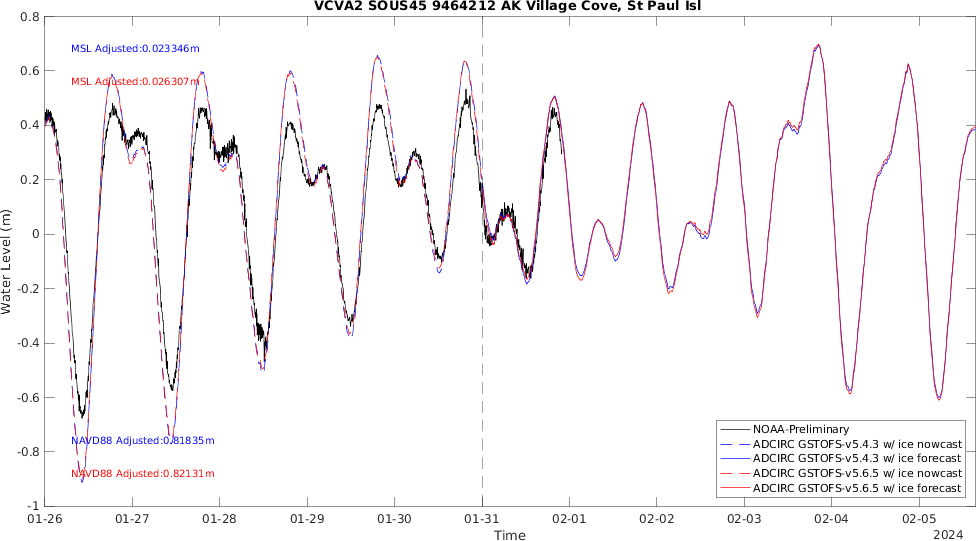 VCVA2 SOUS45 9464212 AK Village Cove, St Paul Isl
0.8
0.6
0.4
0.2
0
-0.2
-0.4
-0.6
-0.8
-1
Water Level (m)
MSL Adjusted:0.023346m
MSL Adjusted:0.026307m
NAVD88 Adjusted:0.81835m
NAVD88 Adjusted:0.82131m
NOAA-Preliminary
ADCIRC GSTOFS-v5.4.3 w/ ice nowcast
ADCIRC GSTOFS-v5.4.3 w/ ice forecast
ADCIRC GSTOFS-v5.6.5 w/ ice nowcast
ADCIRC GSTOFS-v5.6.5 w/ ice forecast
01-26 01-27 01-28 01-29 01-30 01-31 02-01 02-02 02-03 02-04 02-05
Time
2024